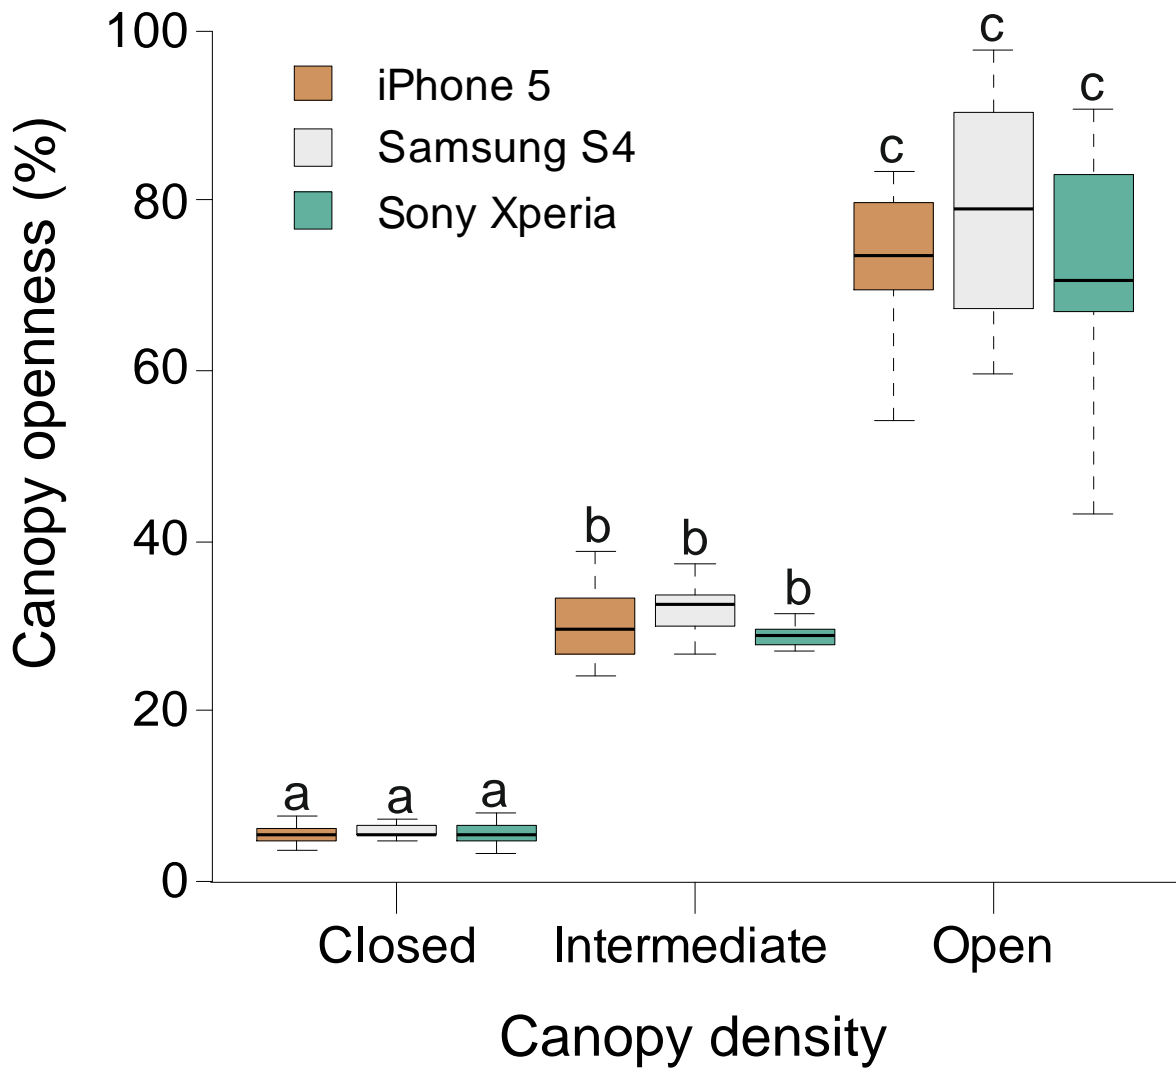 Canopy openness (%)
100
80
60
40
20
0
iPhone 5
Samsung S4
Sony Xperia
a
a
a
b
b
b
c
c
c
Closed
Intermediate
Open
Canopy density